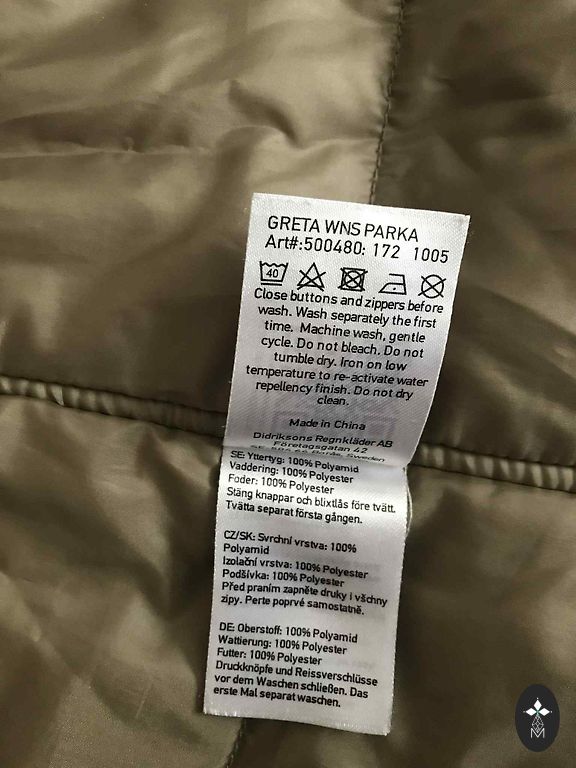 GRETA WNS PARKA
Art#:500480: 172 1005
40
Close buttons and zippers before
wash. Wash separately the first
time. Machine wash, gentle
cycle. Do not bleach. Do not
tumble dry. Iron on low
temperature to re-activate water
repellency finish. Do not dry
clean.
Made in China
Didriksons Regnkläder AB
Företagsgatan 42
Sweden
SE: Yttertyg: 100% Polyamid
Vaddering: 100% Polyester
Foder: 100% Polyester
Stäng knappar och blixtlås före tvätt.
Tvätta separat första gången.
CZ/SK: Svrchní vrstva: 100%
Polyamid
Izolační vrstva: 100% Polyester
Podšívka: 100% Polyester
Před praním zapněte druky i všchny
zipy. Perte poprvé samostatně.
DE: Oberstoff: 100% Polyamid
Wattierung: 100% Polyester
Futter: 100% Polyester
Druckknöpfe und Reissverschlüsse
vor dem Waschen schließen. Das
erste Mal separat waschen.
M